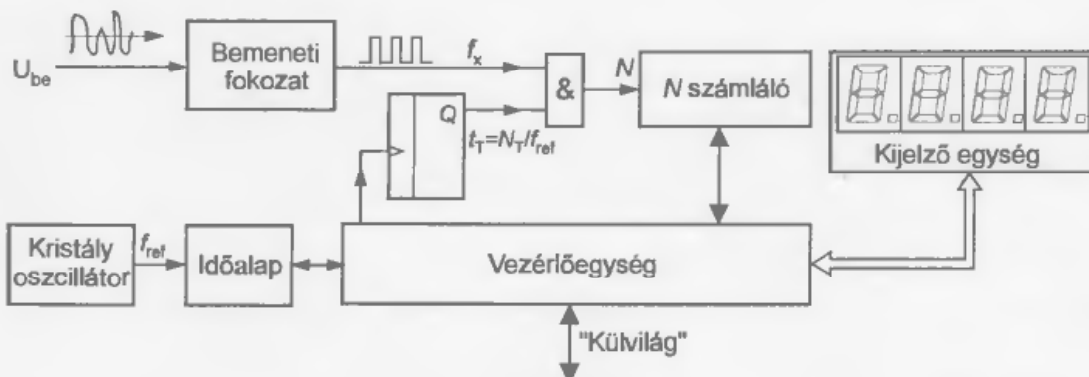 U_be
Bemeneti
fokozat
f_x
&
N
N számláló
Q
t_T=N_T/f_ref
Kijelző egység
Kristály
oszcillátor
f_ref
Időalap
Vezérlőegység
"Külvilág"